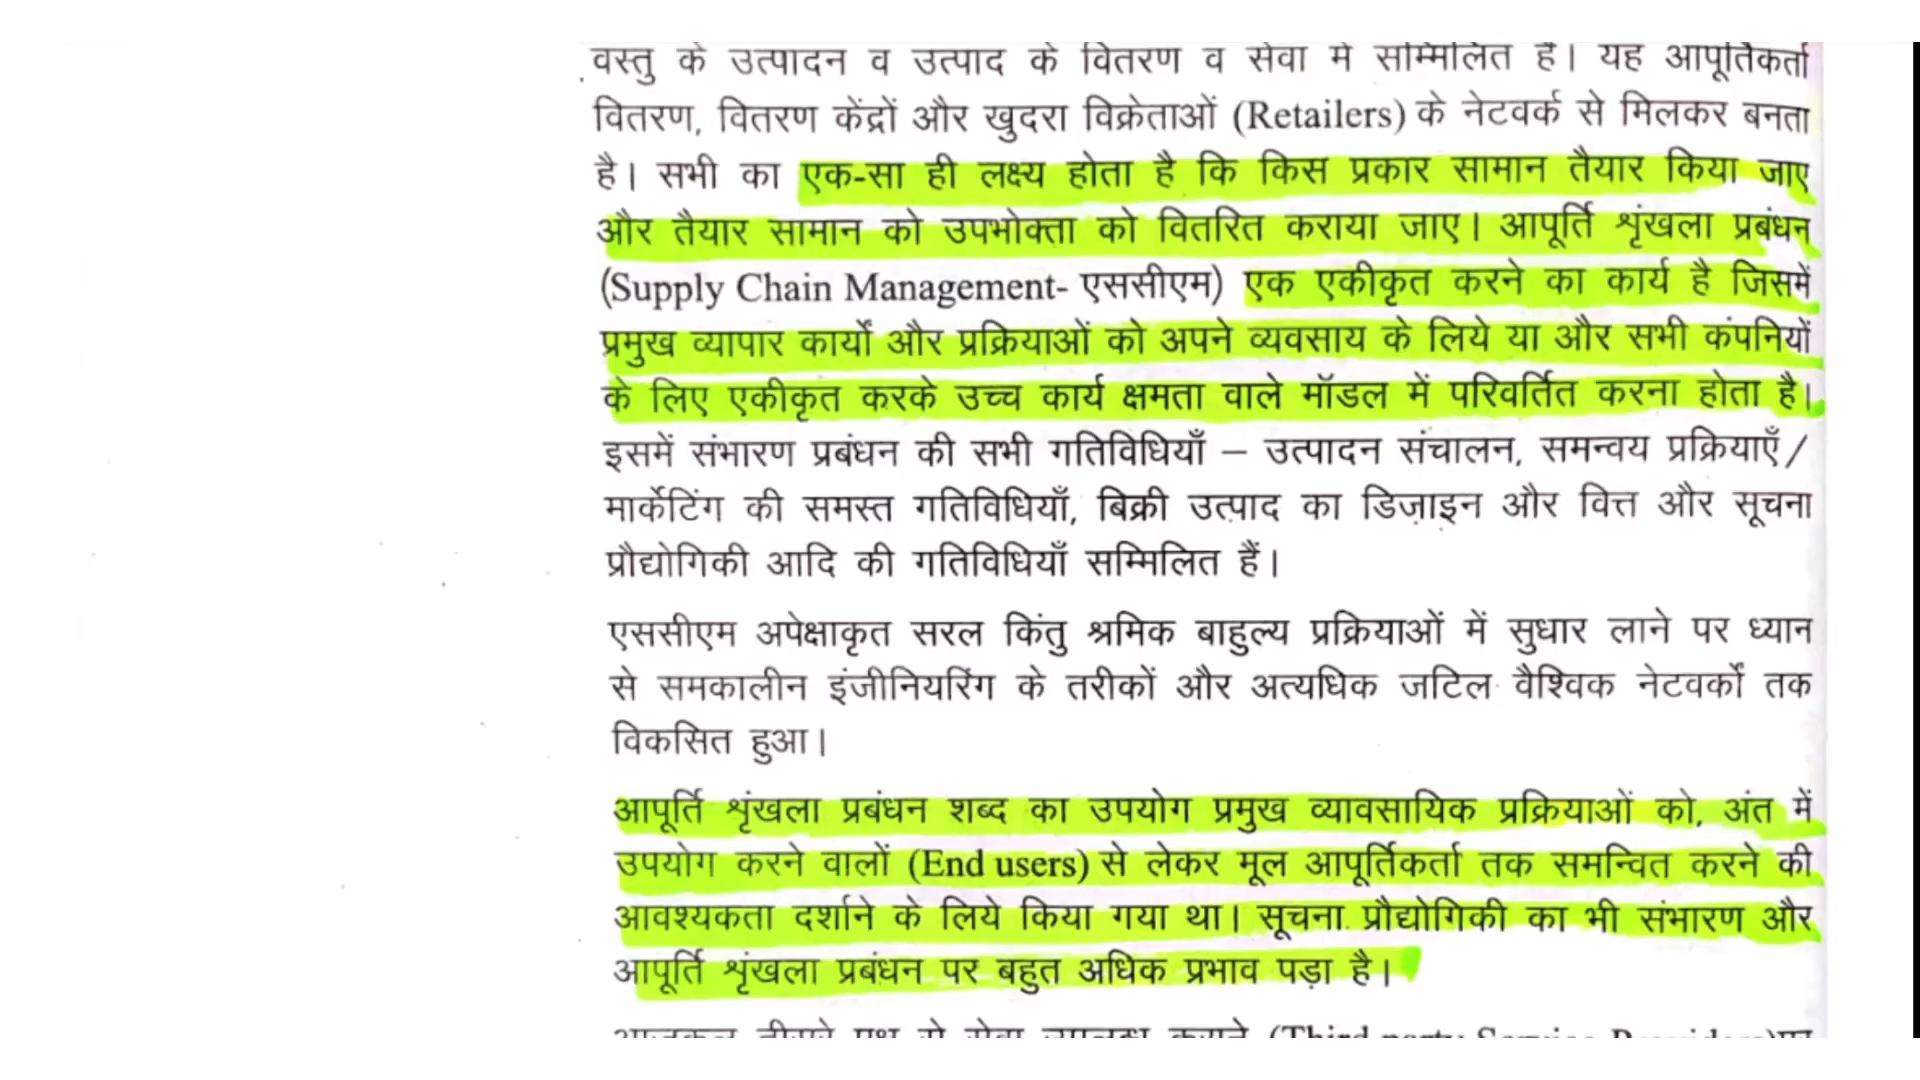 वस्तु के उत्पादन व उत्पाद के वितरण व सेवा में सम्मिलित है। यह आपूर्तिकर्ता
वितरण, वितरण केंद्रों और खुदरा विक्रेताओं (Retailers) के नेटवर्क से मिलकर बनता
है। सभी का एक-सा ही लक्ष्य होता है कि किस प्रकार सामान तैयार किया जाए
और तैयार सामान को उपभोक्ता को वितरित कराया जाए। आपूर्ति शृंखला प्रबंधन
(Supply Chain Management- एससीएम) एक एकीकृत करने का कार्य है जिसमें
प्रमुख व्यापार कार्यों और प्रक्रियाओं को अपने व्यवसाय के लिये या और सभी कंपनियों
के लिए एकीकृत करके उच्च कार्य क्षमता वाले मॉडल में परिवर्तित करना होता है।
इसमें संभारण प्रबंधन की सभी गतिविधियाँ – उत्पादन संचालन, समन्वय प्रक्रियाएँ/
मार्केटिंग की समस्त गतिविधियाँ, बिक्री उत्पाद का डिज़ाइन और वित्त और सूचना
प्रौद्योगिकी आदि की गतिविधियाँ सम्मिलित हैं।
एससीएम अपेक्षाकृत सरल किंतु श्रमिक बाहुल्य प्रक्रियाओं में सुधार लाने पर ध्यान
से समकालीन इंजीनियरिंग के तरीकों और अत्यधिक जटिल वैश्विक नेटवर्कों तक
विकसित हुआ।
आपूर्ति शृंखला प्रबंधन शब्द का उपयोग प्रमुख व्यावसायिक प्रक्रियाओं को, अंत में
उपयोग करने वालों (End users) से लेकर मूल आपूर्तिकर्ता तक समन्वित करने की
आवश्यकता दर्शाने के लिये किया गया था। सूचना प्रौद्योगिकी का भी संभारण और
आपूर्ति शृंखला प्रबंधन पर बहुत अधिक प्रभाव पड़ा है।
(Third party Service Providers)